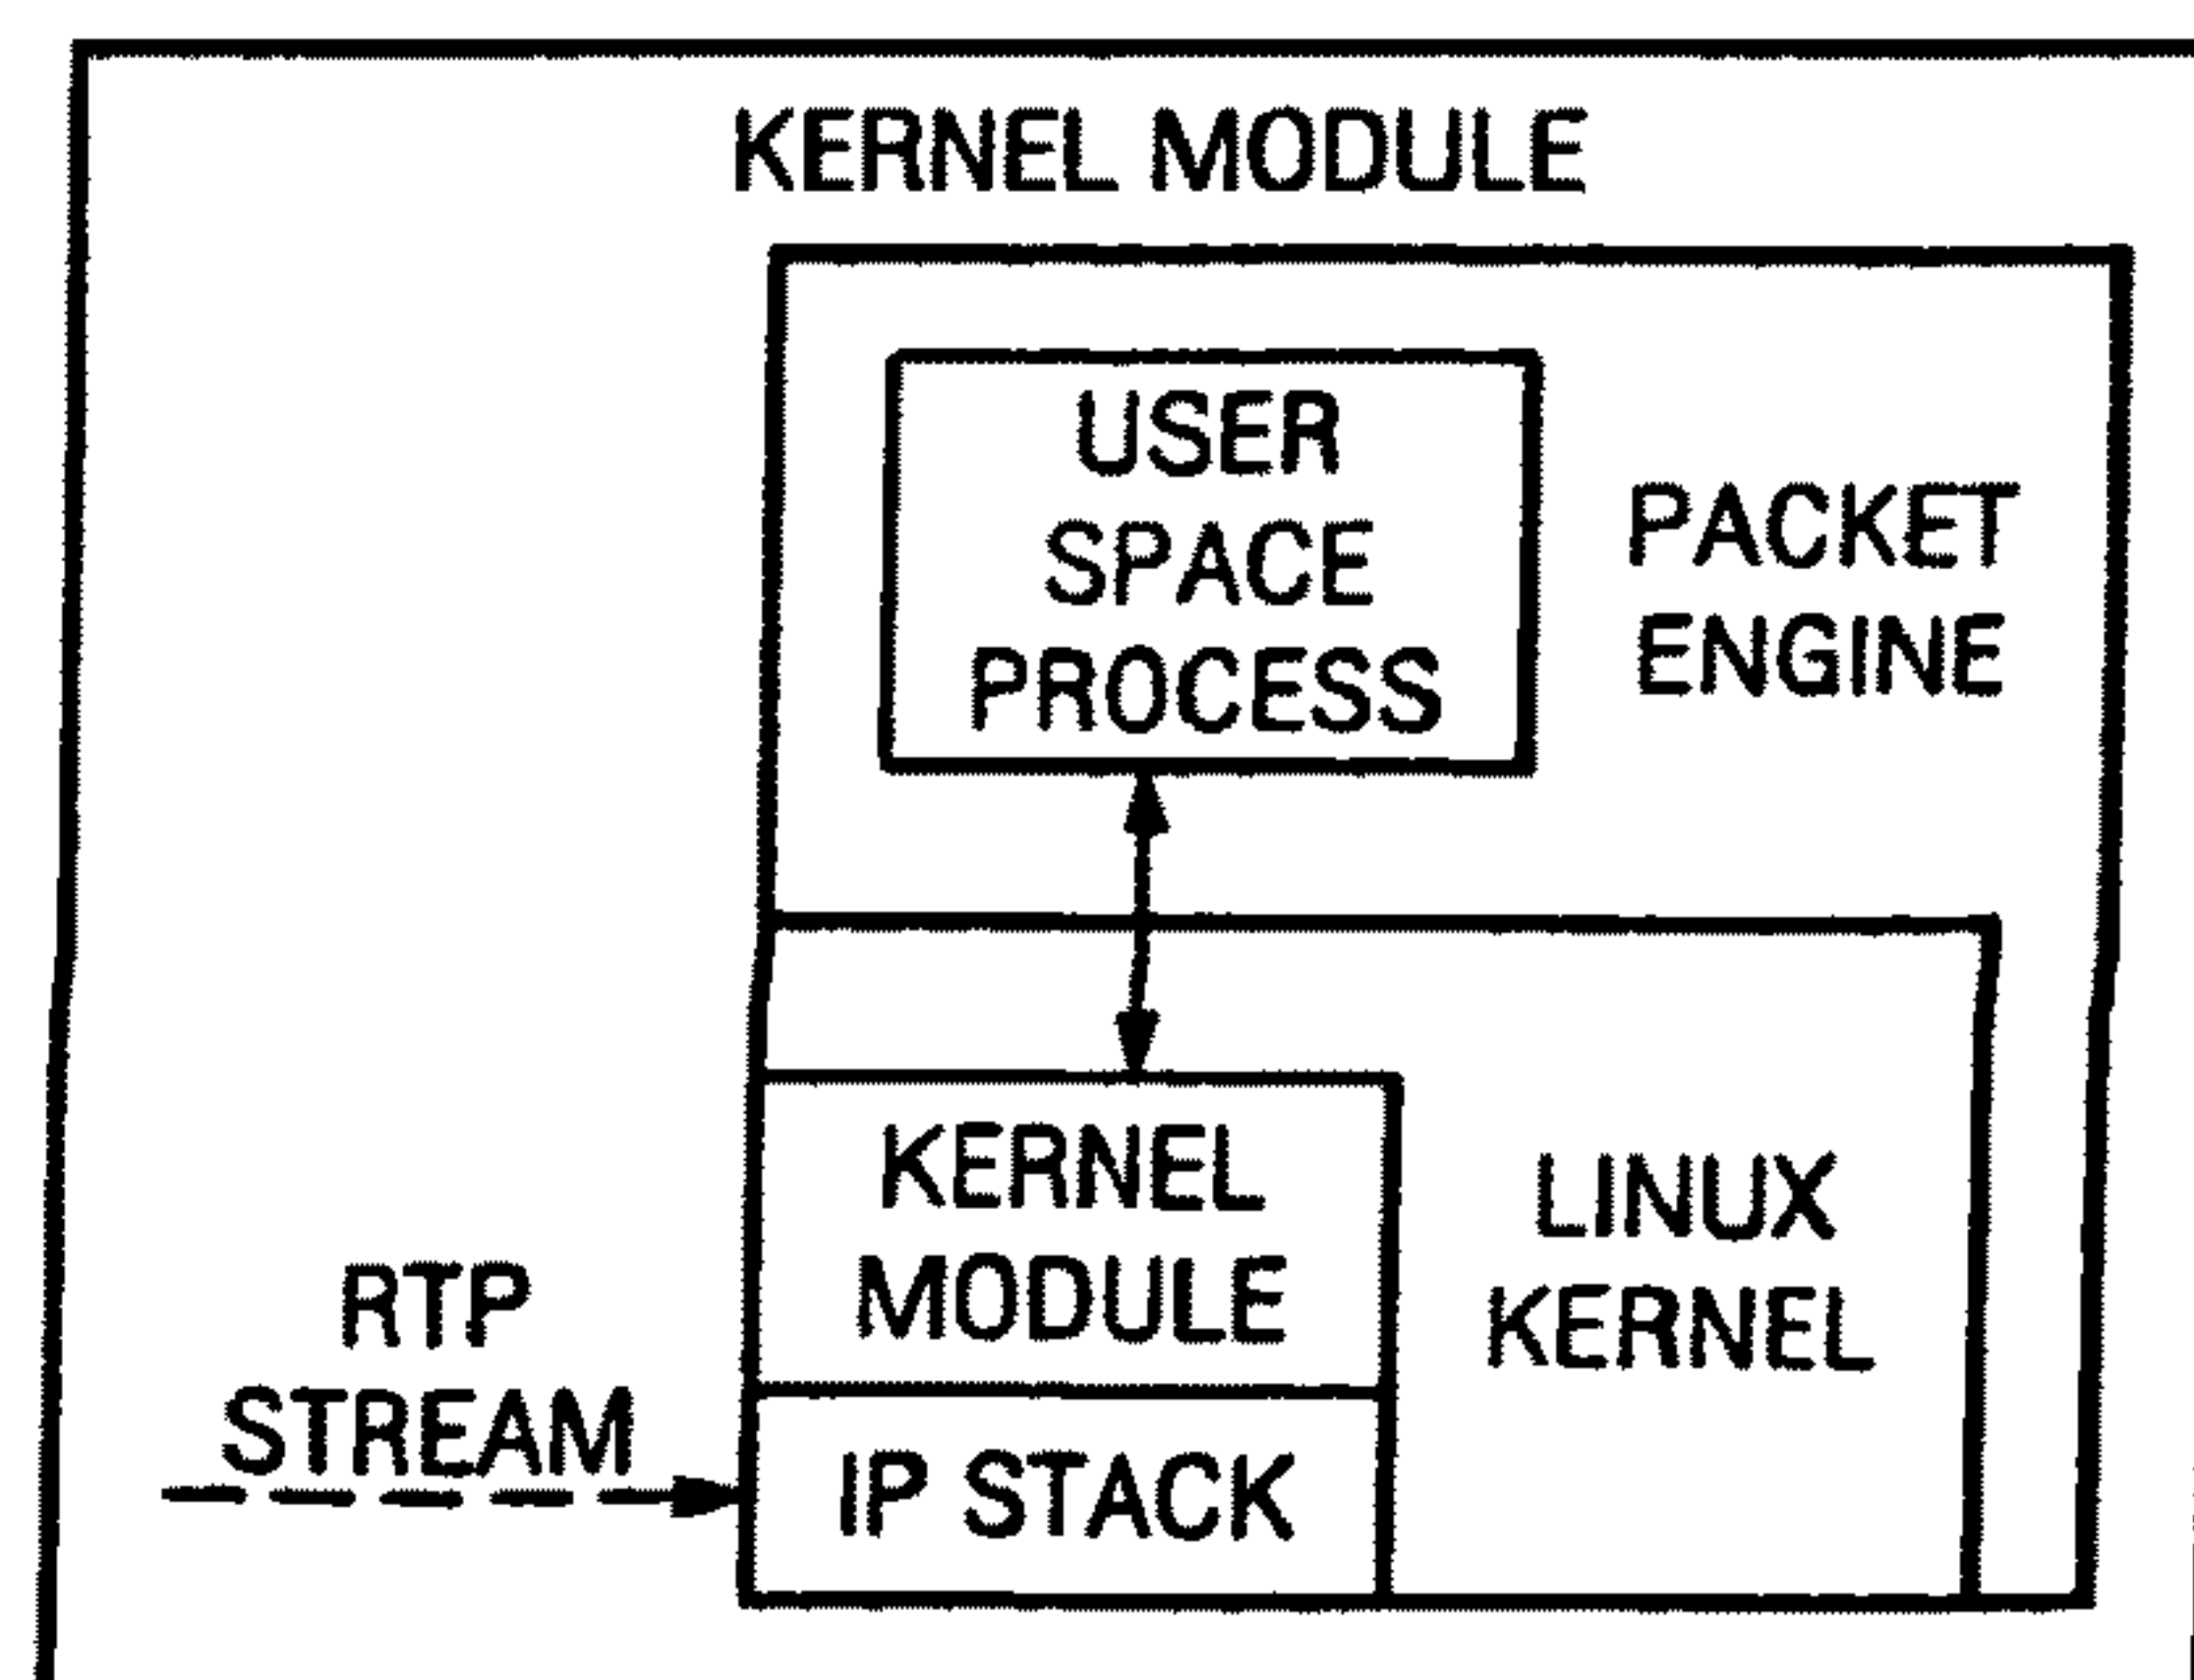 KERNEL MODULE
USER
SPACE
PROCESS
PACKET
ENGINE
KERNEL
MODULE
LINUX
KERNEL
RTP
STREAM
IP STACK